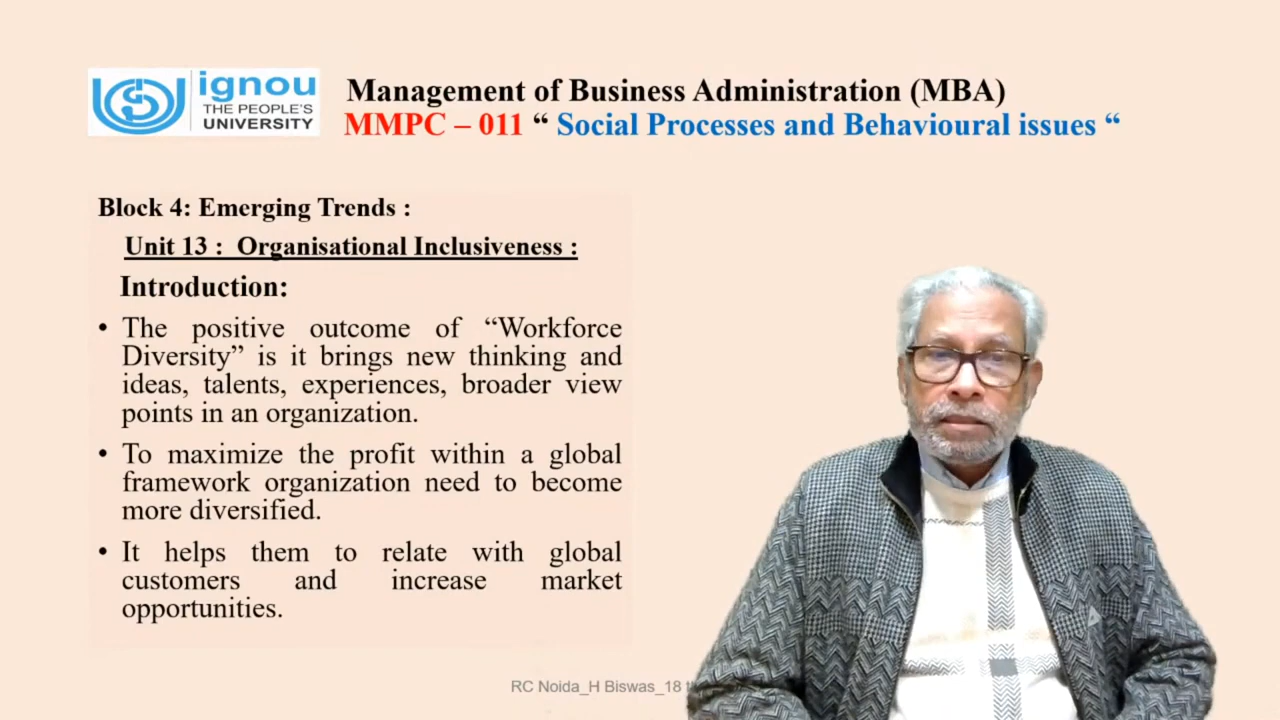 ignou
THE PEOPLE'S
UNIVERSITY
Management of Business Administration (MBA)
MMPC – 011 “ Social Processes and Behavioural issues “
Block 4: Emerging Trends :
Unit 13 : Organisational Inclusiveness :
Introduction:
• The positive outcome of “Workforce
Diversity” is it brings new thinking and
ideas, talents, experiences, broader view
points in an organization.
• To maximize the profit within a global
framework organization need to become
more diversified.
• It helps them to relate with global
customers and increase market
opportunities.
RC Noida_H Biswas_18